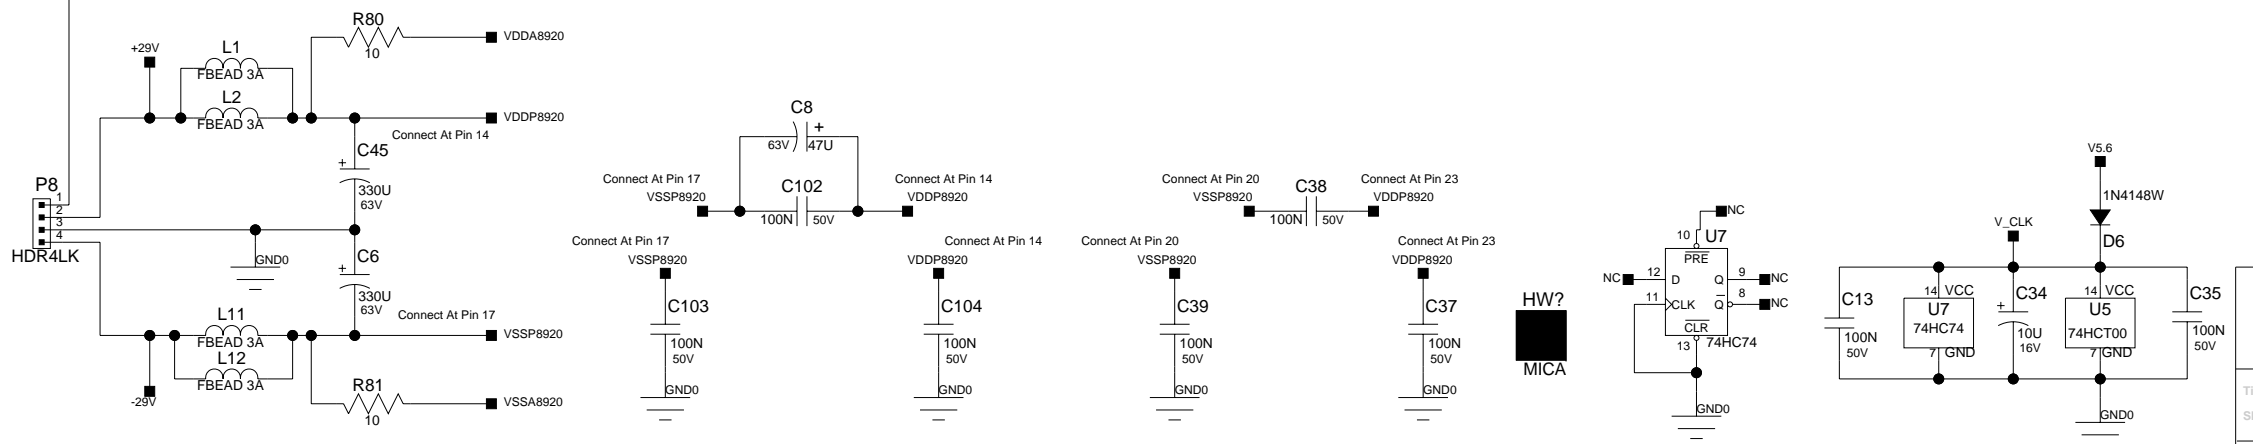 R80
10
VDDA8920
+29V
L1
FBEAD 3A
L2
FBEAD 3A
VDDP8920
Connect At Pin 14
C45
+
330U
63V
P8
1
2
3
4
HDR4LK
GND0
C6
+
330U
63V
Connect At Pin 17
L11
FBEAD 3A
VSSP8920
L12
FBEAD 3A
-29V
R81
10
VSSA8920
C8
+
63V
47U
Connect At Pin 17
VSSP8920
C102
100N
50V
Connect At Pin 14
VDDP8920
Connect At Pin 17
VSSP8920
C103
100N
50V
GND0
Connect At Pin 14
VDDP8920
C104
100N
50V
GND0
Connect At Pin 20
VSSP8920
C38
100N
50V
Connect At Pin 23
VDDP8920
Connect At Pin 20
VSSP8920
C39
100N
50V
GND0
Connect At Pin 23
VDDP8920
C37
100N
50V
GND0
HW?
MICA
NC
10
U7
PRE
NC
12
D
Q
9
NC
11
CLK
Q
8
NC
CLR
13
74HC74
GND0
V5.6
1N4148W
D6
V_CLK
C13
100N
50V
14
VCC
U7
74HC74
7
GND
C34
+
10U
16V
14
VCC
U5
74HCT00
7
GND
C35
100N
50V
GND0